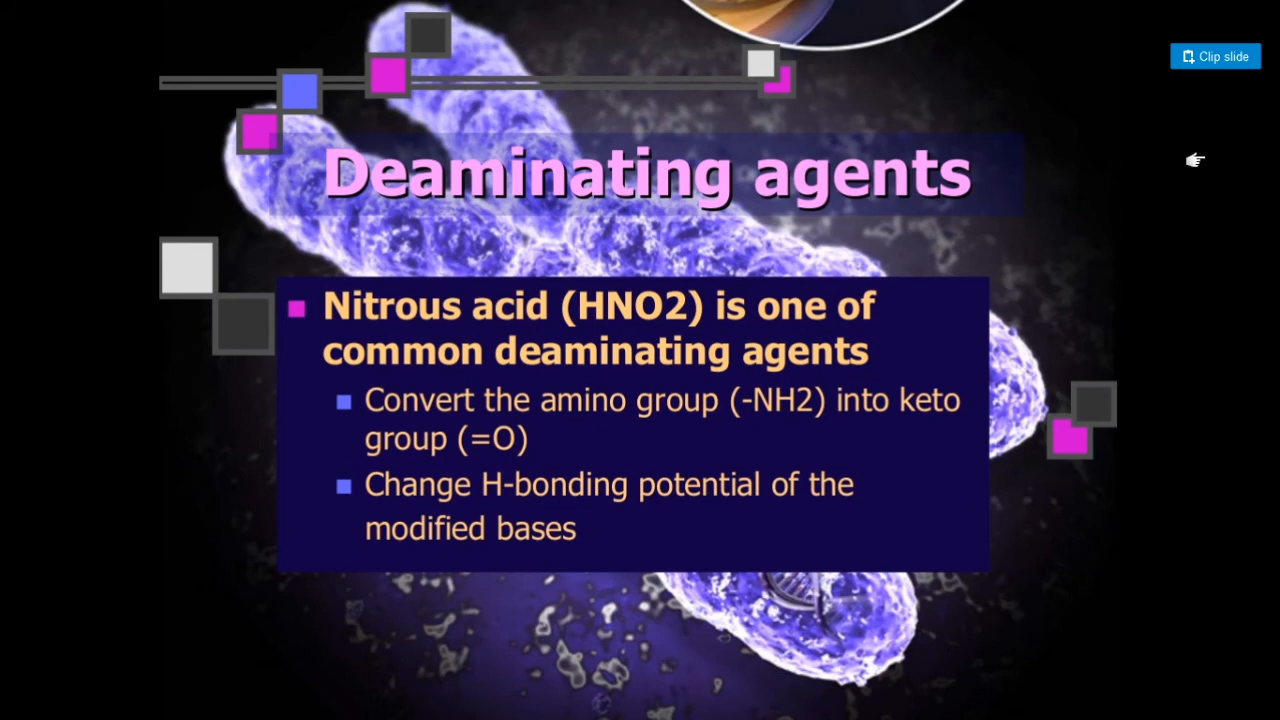 Clip slide
Deaminating agents
Nitrous acid (HNO2) is one of
common deaminating agents
Convert the amino group (-NH2) into keto
group (=O)
Change H-bonding potential of the
modified bases